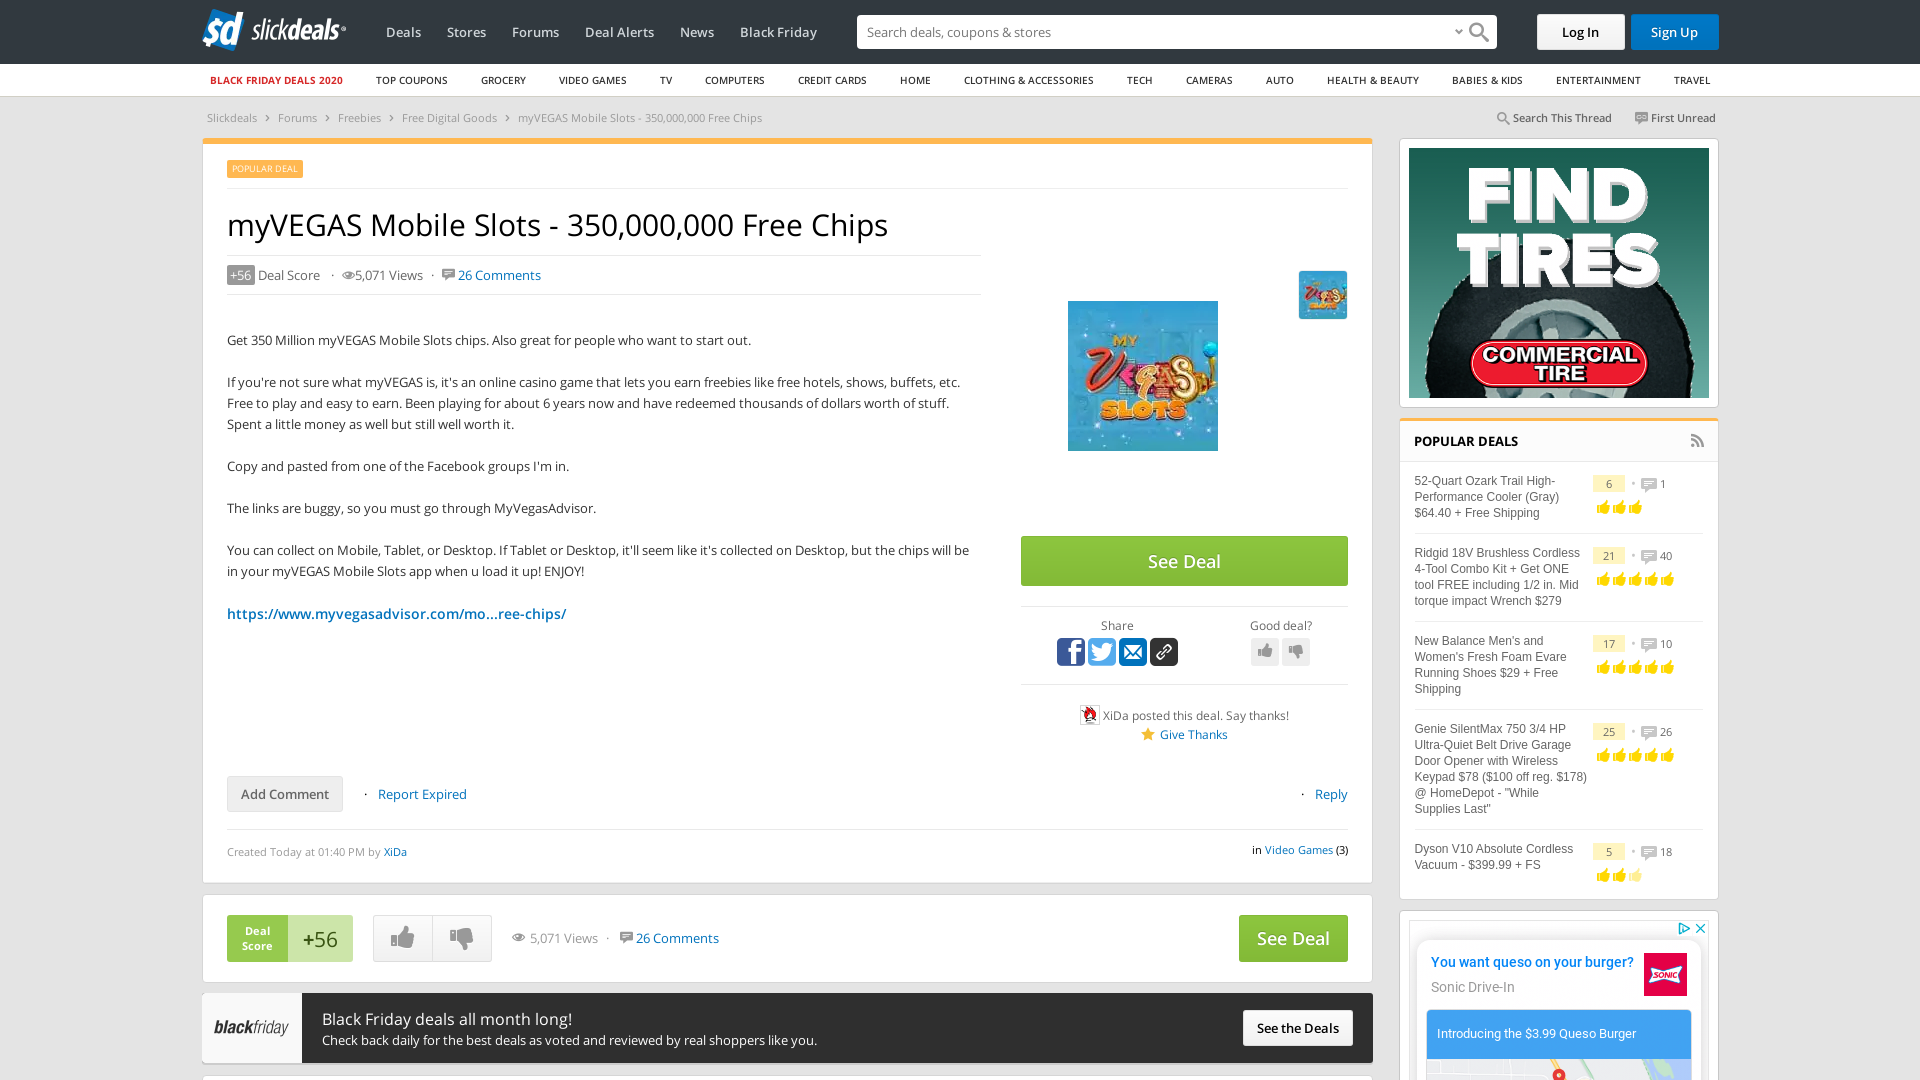 sd slickdeals
Deals Stores Forums Deal Alerts News Black Friday
Search deals, coupons & shopping
Log In Sign Up
BLACK FRIDAY DEALS 2020 TOP COUPONS GROCERY VIDEO GAMES TV COMPUTERS CREDIT CARDS HOME CLOTHING & ACCESSORIES TECH CAMERAS AUTO HEALTH & BEAUTY BABIES & KIDS ENTERTAINMENT TRAVEL
Slickdeals › Forums › Freebies › Free Digital Goods › myVEGAS Mobile Slots - 350,000,000 Free Chips
Search This Thread First Unread
POPULAR DEAL
myVEGAS Mobile Slots - 350,000,000 Free Chips
+56 Deal Score · 5,071 Views · 26 Comments
Get 350 Million myVEGAS Mobile Slots chips. Also great for people who want to start out.
If you're not sure what myVEGAS is, it's an online casino game that lets you earn freebies like free hotels, shows, buffets, etc.
Free to play and easy to earn. Been playing for about 6 years now and have redeemed thousands of dollars worth of stuff.
Spent a little money as well but still well worth it.
Copy and pasted from one of the Facebook groups I'm in.
The links are buggy, so you must go through MyVegasAdvisor.
You can collect on Mobile, Tablet, or Desktop. If Tablet or Desktop, it'll seem like it's collected on Desktop, but the chips will be
in your myVEGAS Mobile Slots app when u load it up! ENJOY!
https://www.myvegasadvisor.com/mo...ree-chips/
MY
VEGAS
SLOTS
See Deal
Share
Good deal?
XiDa posted this deal. Say thanks!
Give Thanks
Add Comment · Report Expired
· Reply
Created Today at 01:40 PM by XiDa
in Video Games (3)
Deal
Score
+56
5,071 Views · 26 Comments
See Deal
blackfriday
Black Friday deals all month long!
Check back daily for the best deals as voted and reviewed by real shoppers like you.
See the Deals
FIND
TIRES
COMMERCIAL
TIRE
POPULAR DEALS
52-Quart Ozark Trail High-
Performance Cooler (Gray)
$64.40 + Free Shipping
6 • 1
Ridgid 18V Brushless Cordless
4-Tool Combo Kit + Get ONE
tool FREE including 1/2 in. Mid
torque impact Wrench $279
21 • 40
New Balance Men's and
Women's Fresh Foam Evare
Running Shoes $29 + Free
Shipping
17 • 10
Genie SilentMax 750 3/4 HP
Ultra-Quiet Belt Drive Garage
Door Opener with Wireless
Keypad $78 ($100 off reg. $178)
@ HomeDepot - "While
Supplies Last"
25 • 26
Dyson V10 Absolute Cordless
Vacuum - $399.99 + FS
5 • 18
You want queso on your burger?
Sonic Drive-In
SONIC
Introducing the $3.99 Queso Burger